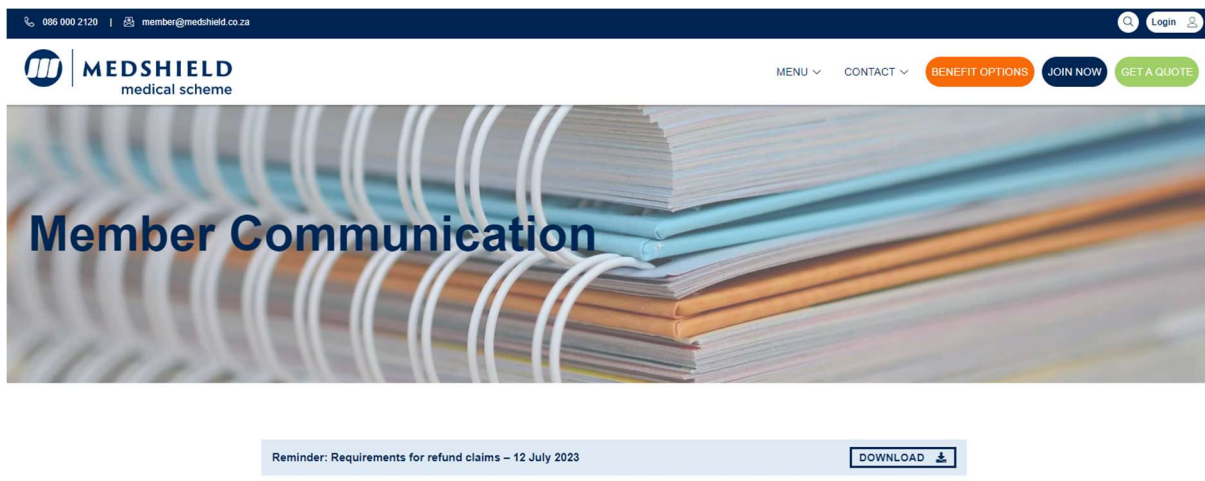 086 000 2120 | member@medshield.co.za
Login
MEDSHIELD
medical scheme
MENU CONTACT BENEFIT OPTIONS JOIN NOW GET A QUOTE
Member Communication
Reminder: Requirements for refund claims – 12 July 2023 DOWNLOAD